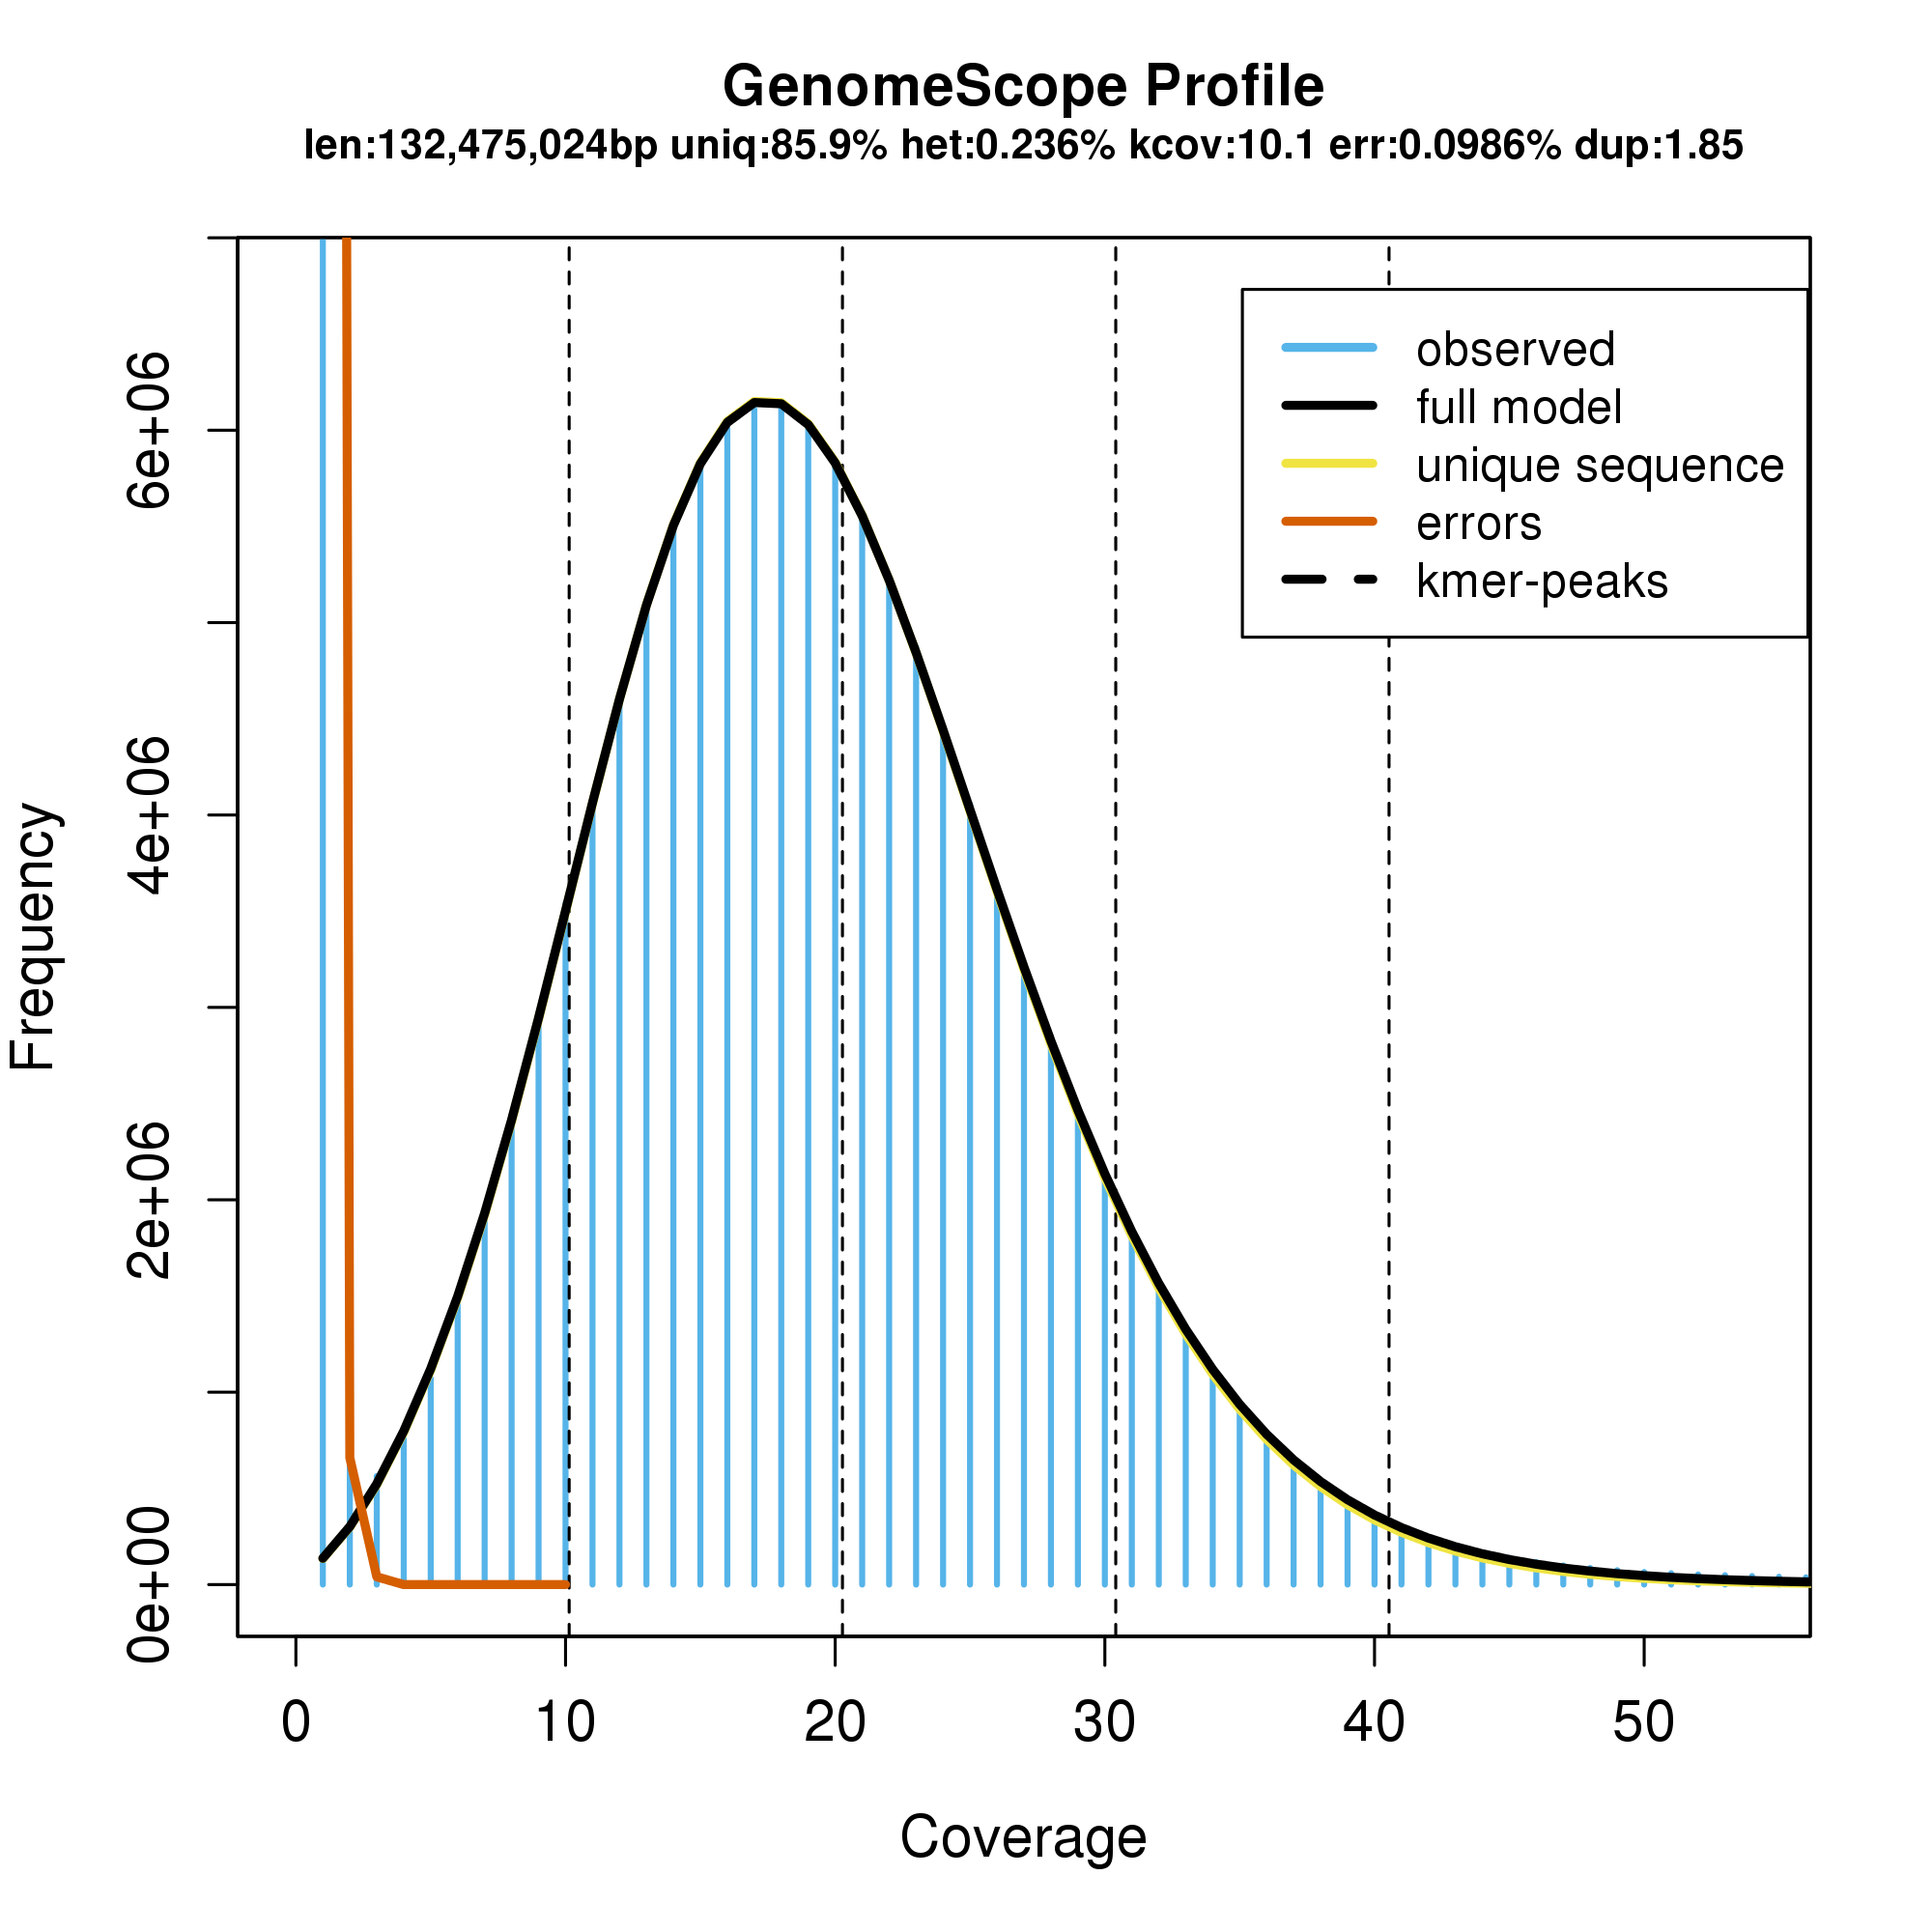 GenomeScope Profile
len:132,475,024bp uniq:85.9% het:0.236% kcov:10.1 err:0.0986% dup:1.85
observed
full model
unique sequence
errors
kmer-peaks
Frequency
6e+06
4e+06
2e+06
0e+00
0 10 20 30 40 50
Coverage